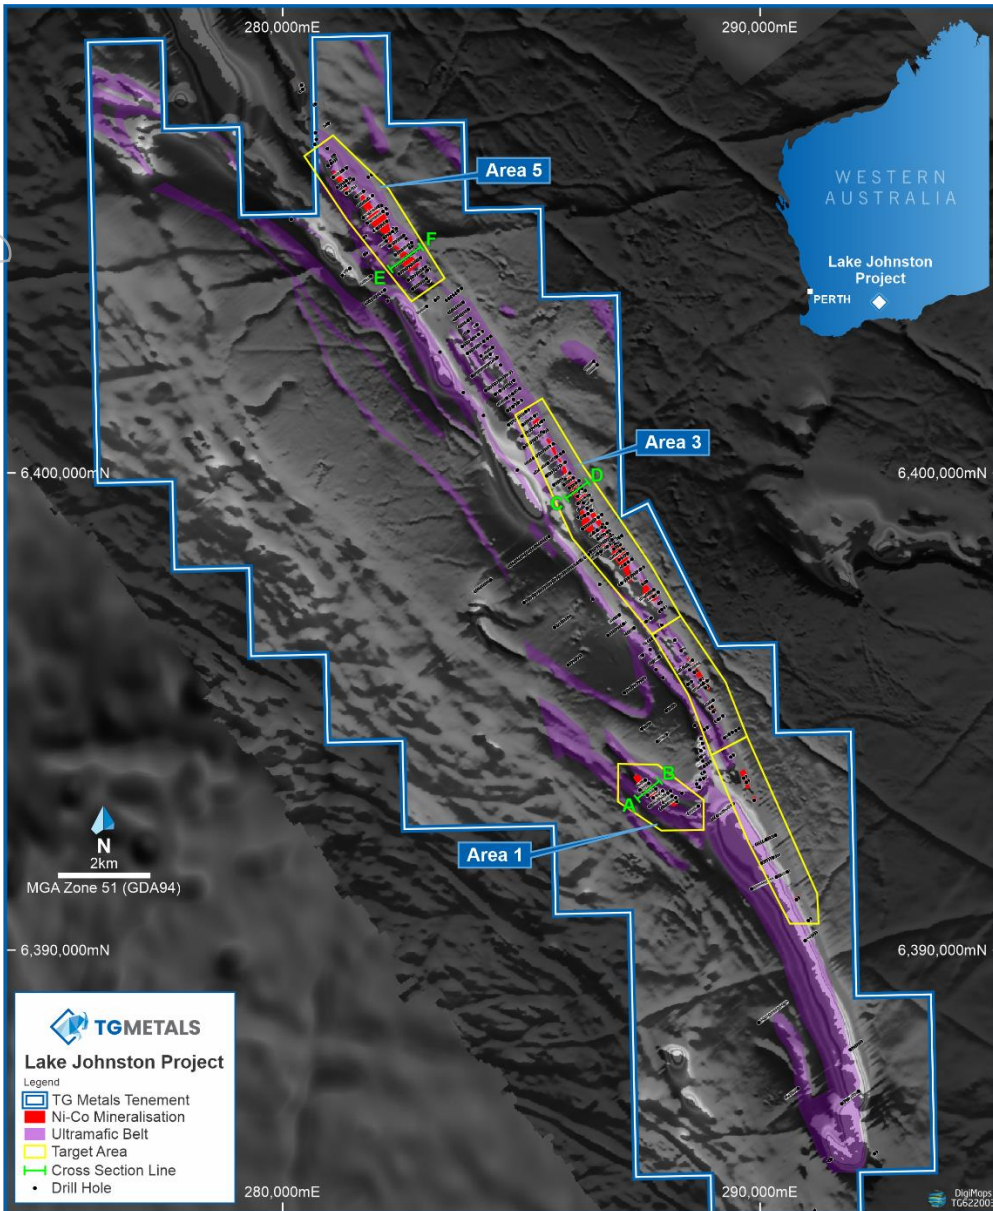 280,000mE
290,000mE
Area 5
WESTERN
AUSTRALIA
Lake Johnston
Project
PERTH
F
E
Area 3
6,400,000mN
6,400,000mN
D
C
B
A
Area 1
N
2km
MGA Zone 51 (GDA94)
6,390,000mN
6,390,000mN
TGMETALS
Lake Johnston Project
Legend
TG Metals Tenement
Ni-Co Mineralisation
Ultramafic Belt
Target Area
Cross Section Line
Drill Hole
280,000mE
290,000mE
DigiMaps
TG622003